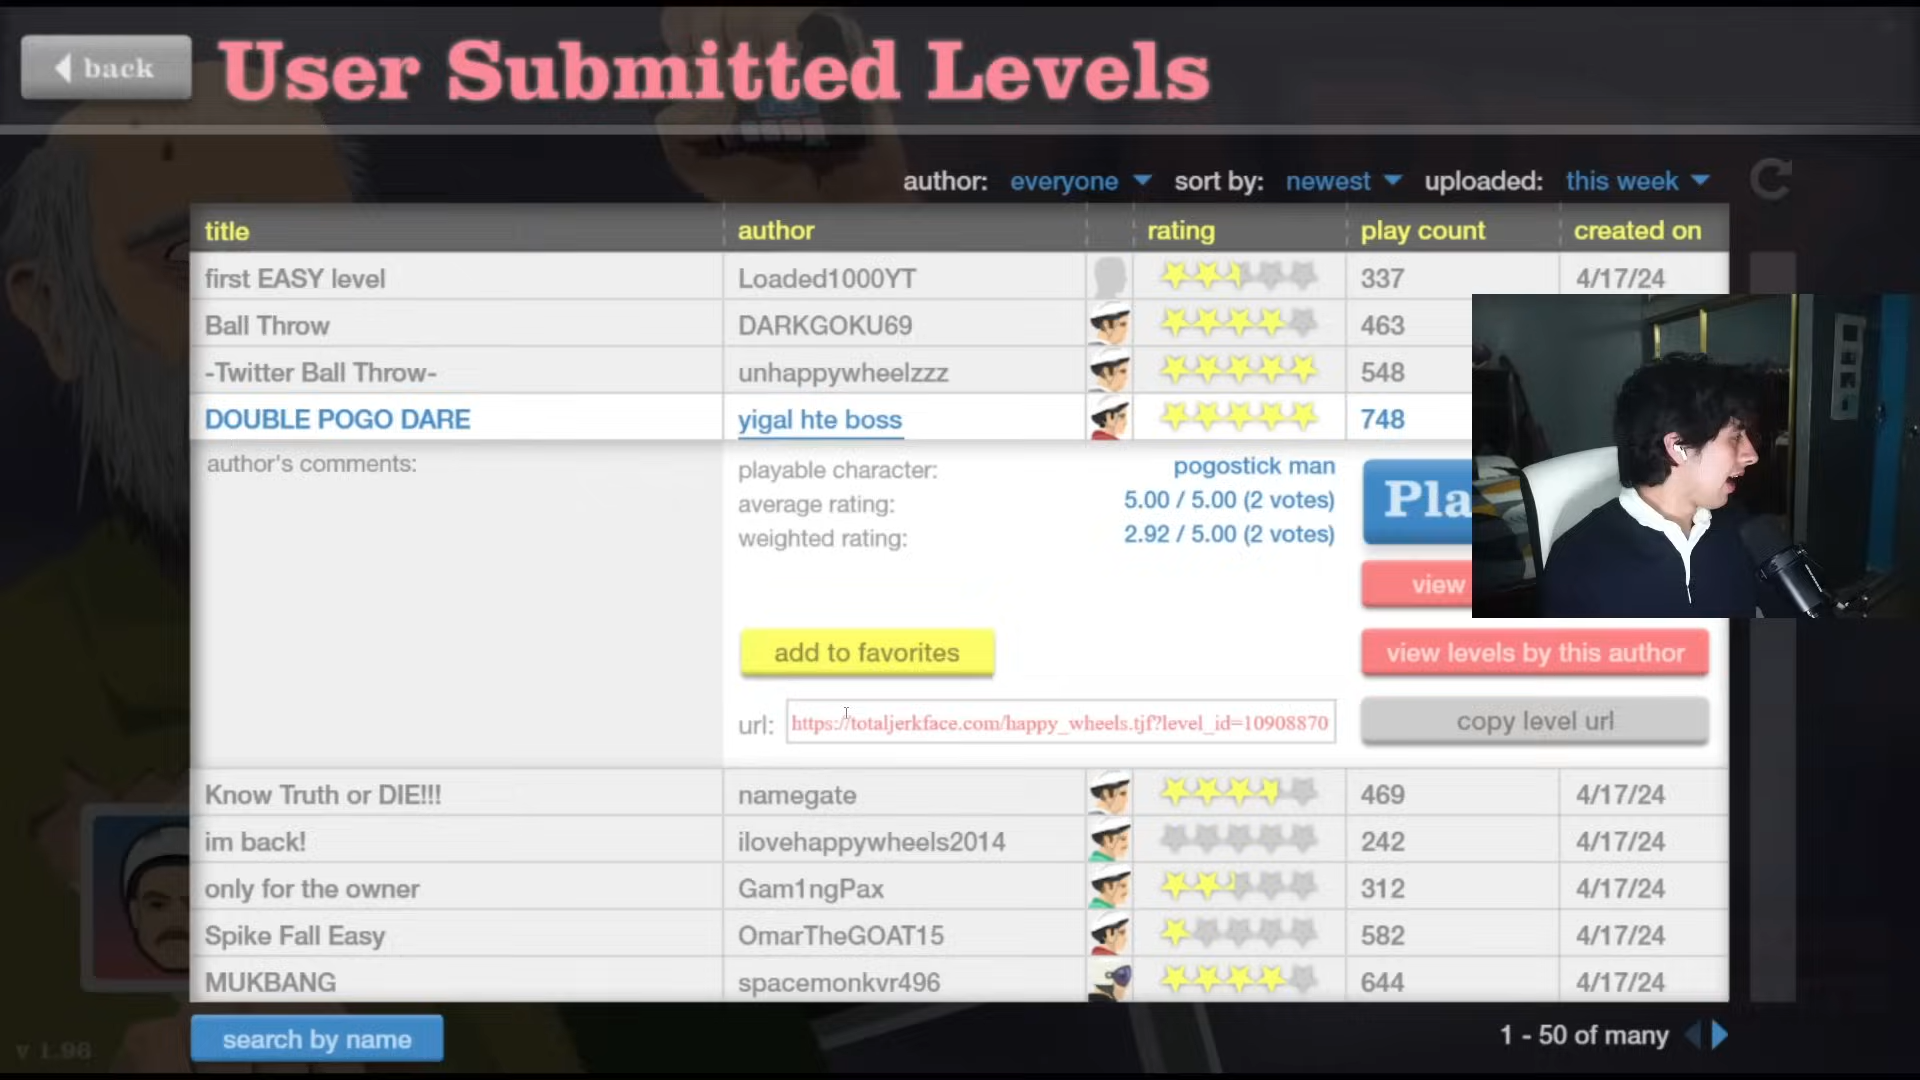 back
User Submitted Levels
author: everyone sort by: newest uploaded: this week
title author rating play count created on
first EASY level Loaded1000YT 337 4/17/24
Ball Throw DARKGOKU69 463
-Twitter Ball Throw- unhappywheelzzz 548
DOUBLE POGO DARE yigal hte boss 748
author's comments:
playable character: pogostick man
average rating: 5.00 / 5.00 (2 votes)
weighted rating: 2.92 / 5.00 (2 votes)
Pla
view
add to favorites
view levels by this author
url: https://totaljerkface.com/happy_wheels.tjf?level_id=10908870
copy level url
Know Truth or DIE!!! namegate 469 4/17/24
im back! ilovehappywheels2014 242 4/17/24
only for the owner Gam1ngPax 312 4/17/24
Spike Fall Easy OmarTheGOAT15 582 4/17/24
MUKBANG spacemonkvr496 644 4/17/24
search by name
1 - 50 of many
v 1.98